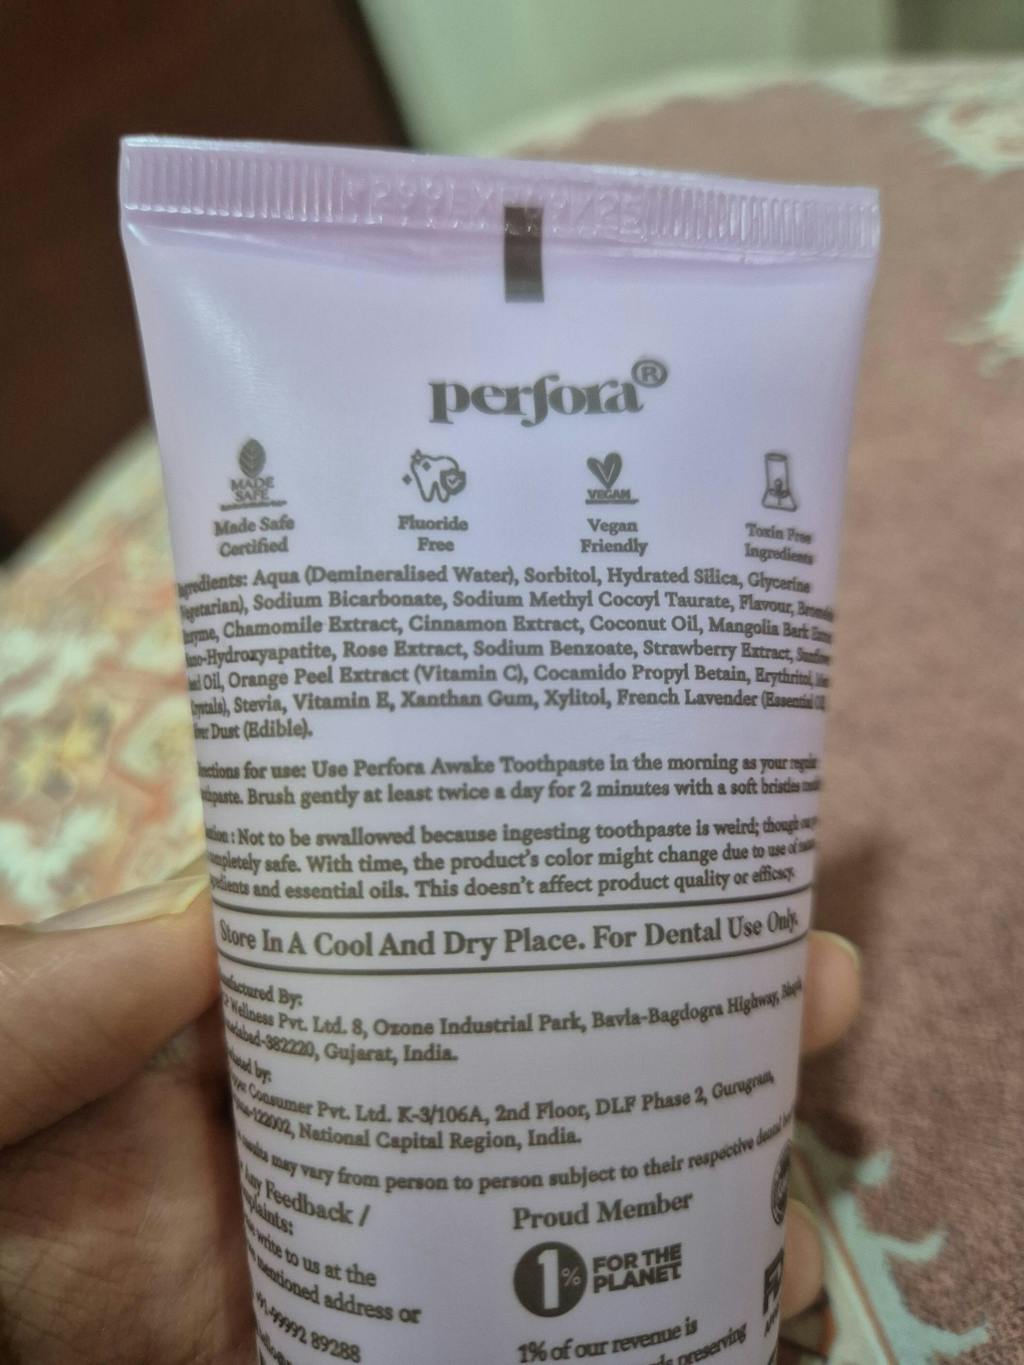 perfora®
MADE
SAFE
Made Safe
Certified
Fluoride
Free
VEGAN
Vegan
Friendly
Toxin Free
Ingredients
Ingredients: Aqua (Demineralised Water), Sorbitol, Hydrated Silica, Glycerine
Sodium Bicarbonate, Sodium Methyl Cocoyl Taurate, Flavour,
Chamomile Extract, Cinnamon Extract, Coconut Oil, Mangolia Bark
Rose Extract, Sodium Benzoate, Strawberry Extract,
Oil, Orange Peel Extract (Vitamin C), Cocamido Propyl Betain, Erythritol,
Stevia, Vitamin E, Xanthan Gum, Xylitol, French Lavender (Essential
Dust (Edible).
for use: Use Perfora Awake Toothpaste in the morning as your
Brush gently at least twice a day for 2 minutes with a soft bristles
: Not to be swallowed because ingesting toothpaste is weird; though
safe. With time, the product's color might change due to use of
and essential oils. This doesn't affect product quality or efficacy.
Store In A Cool And Dry Place. For Dental Use Only.
By:
Wellness Pvt. Ltd. 8, Ozone Industrial Park, Bavla-Bagdogra Highway,
382220, Gujarat, India.
by:
Consumer Pvt. Ltd. K-3/106A, 2nd Floor, DLF Phase 2, Gurugram,
122002, National Capital Region, India.
may vary from person to person subject to their respective dental
Any Feedback /
write to us at the
mentioned address or
99992 89288
Proud Member
1%
FOR THE
PLANET
1% of our revenue is
preserving